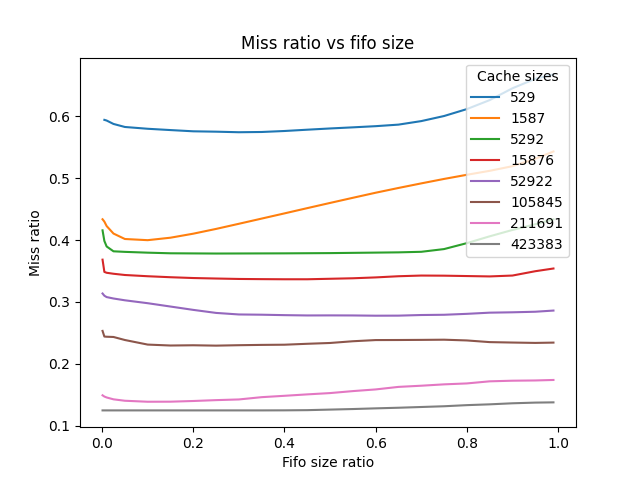 Miss ratio vs fifo size
Cache sizes
529
1587
5292
15876
52922
105845
211691
423383
Miss ratio
0.6
0.5
0.4
0.3
0.2
0.1
0.0 0.2 0.4 0.6 0.8 1.0
Fifo size ratio